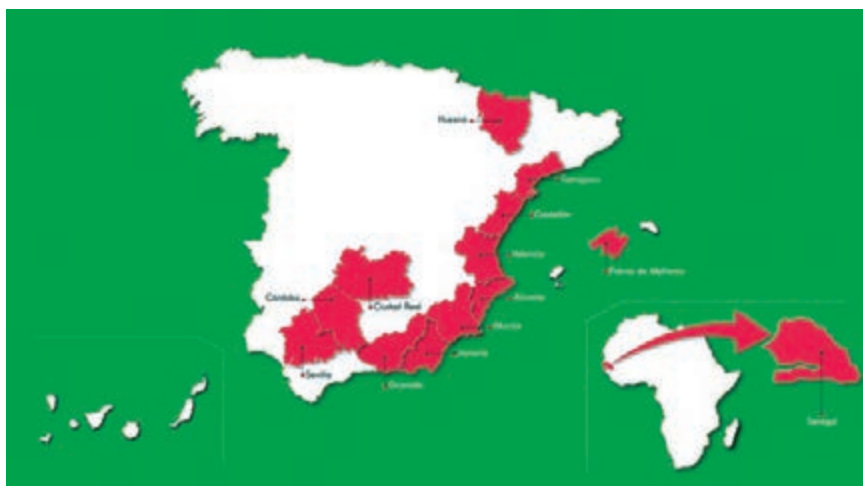 Huesca
Tarragona
Castellón
Valencia
Palma de Mallorca
Alicante
Córdoba
Ciudad Real
Murcia
Almería
Sevilla
Granada
Senegal